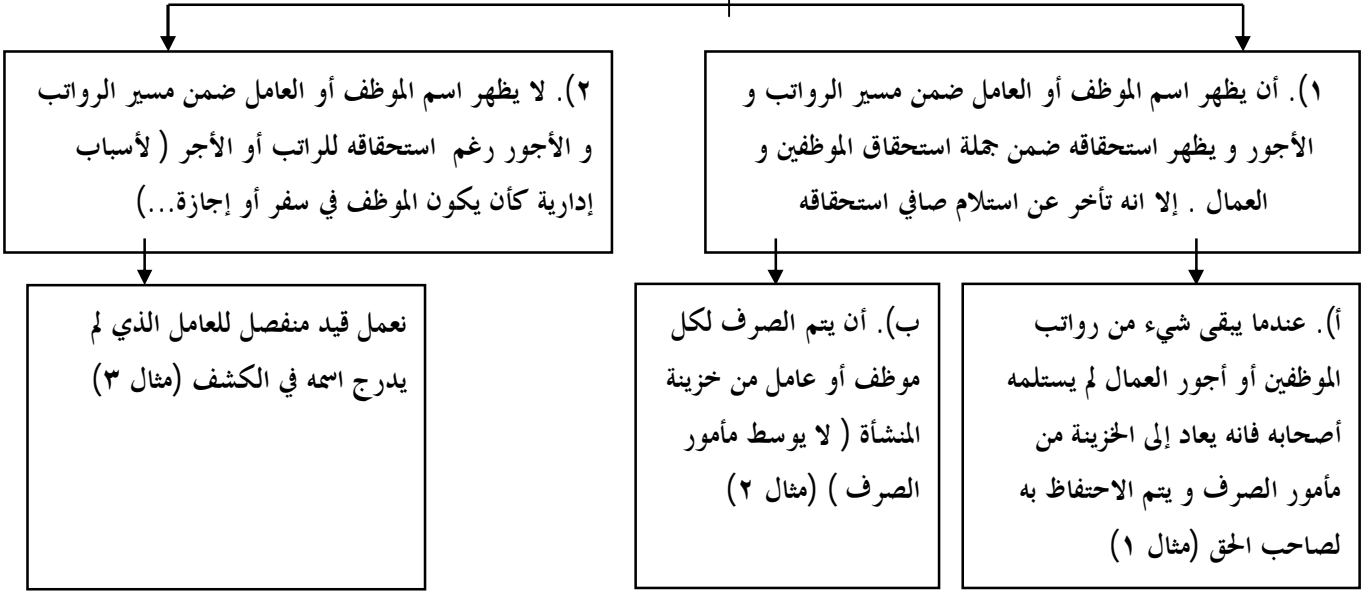 ١). أن يظهر اسم الموظف أو العامل ضمن مسير الرواتب و
الأجور و يظهر استحقاقه ضمن جملة استحقاق الموظفين و
العمال . إلا انه تأخر عن استلام صافي استحقاقه
٢). لا يظهر اسم الموظف أو العامل ضمن مسير الرواتب
و الأجور رغم استحقاقه للراتب أو الأجر ( لأسباب
إدارية كأن يكون الموظف في سفر أو إجازة...)
أ). عندما يبقى شيء من رواتب
الموظفين أو أجور العمال لم يستلمه
أصحابه فانه يعاد إلى الخزينة من
مأمور الصرف و يتم الاحتفاظ به
لصاحب الحق (مثال ١)
ب). أن يتم الصرف لكل
موظف أو عامل من خزينة
المنشأة ( لا يوسط مأمور
الصرف ) (مثال ٢)
نعمل قيد منفصل للعامل الذي لم
يدرج اسمه في الكشف (مثال ٣)